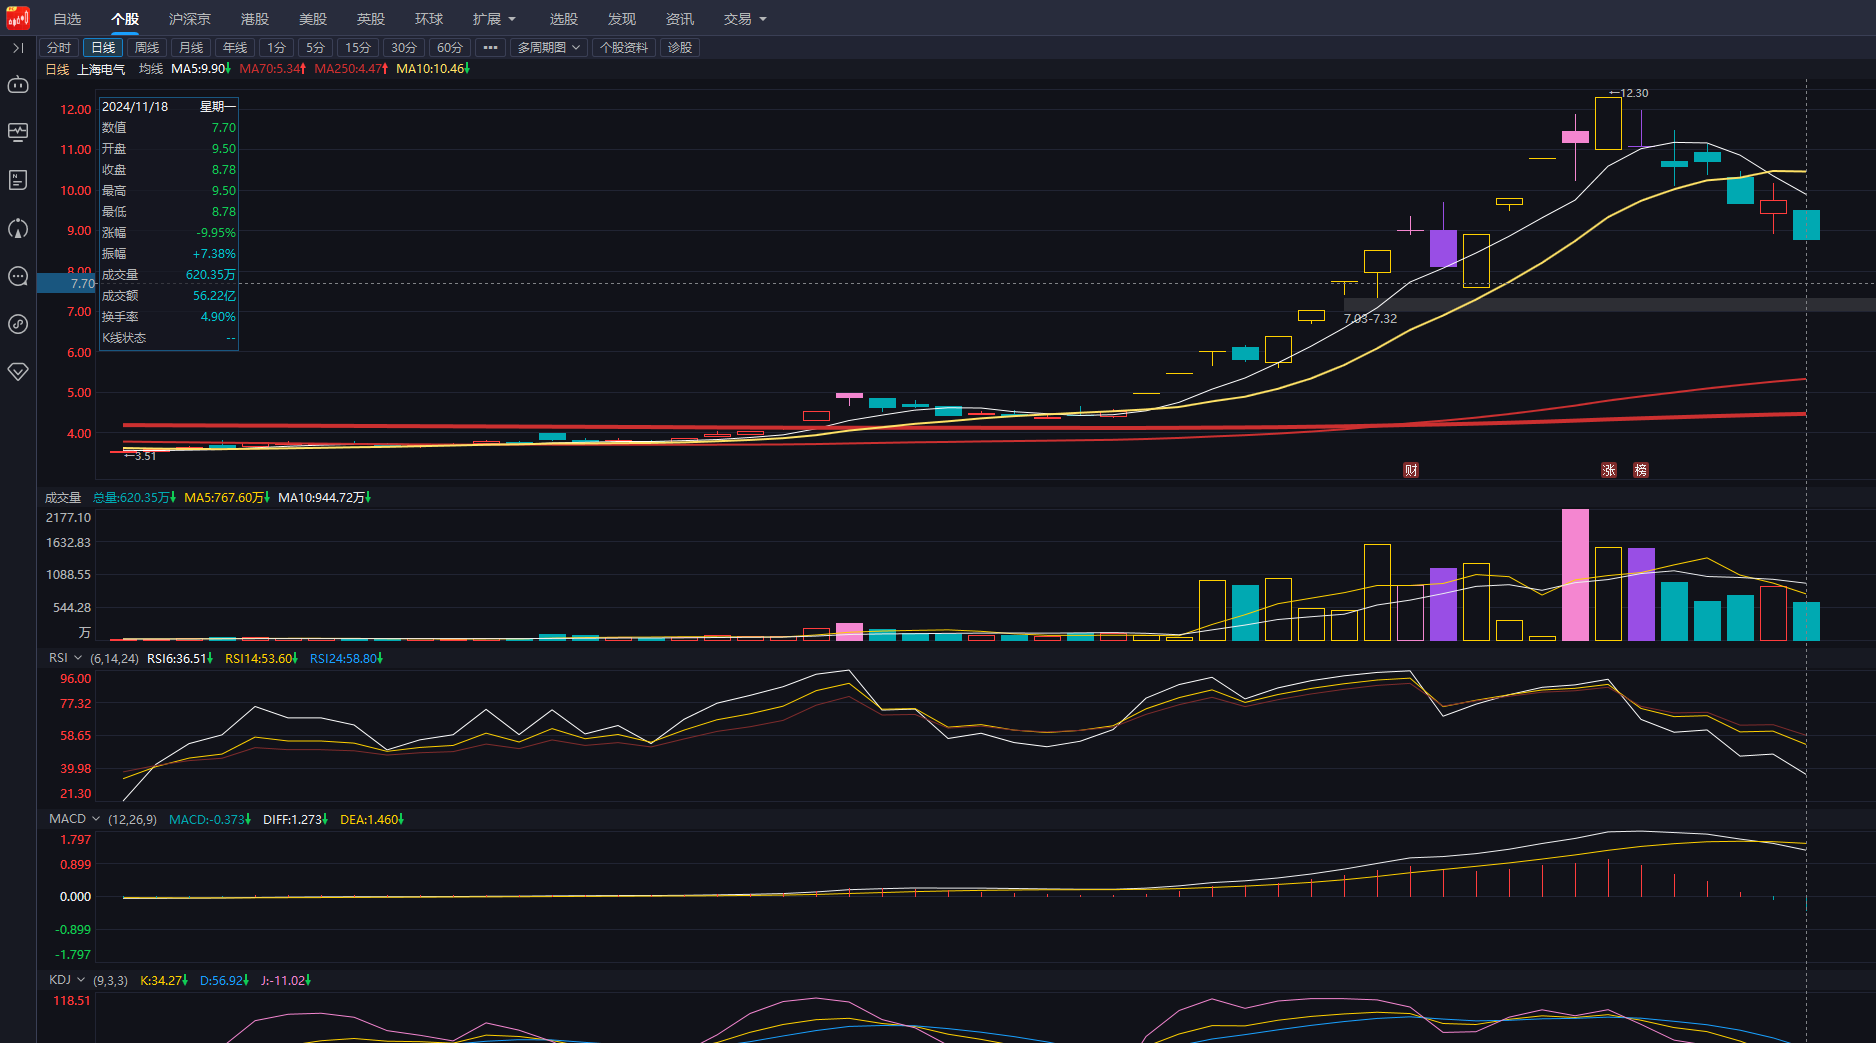 自选 个股 沪深京 港股 美股 英股 环球 扩展 选股 发现 资讯 交易
分时 日线 周线 月线 年线 1分 5分 15分 30分 60分 ••• 多周期图 个股资料 诊股
日线 上海电气 均线 MA5:9.90↓ MA70:5.34↑ MA250:4.47↑ MA10:10.46↓
12.00
11.00
10.00
9.00
8.00
7.70
7.00
6.00
5.00
4.00
2024/11/18 星期一
数值 7.70
开盘 9.50
收盘 8.78
最高 9.50
最低 8.78
涨幅 -9.95%
振幅 +7.38%
成交量 620.35万
成交额 56.22亿
换手率 4.90%
K线状态 --
←12.30
7.03-7.32
←3.51
财 涨 榜
成交量 总量:620.35万↓ MA5:767.60万↓ MA10:944.72万↓
2177.10
1632.83
1088.55
544.28
万
RSI (6,14,24) RSI6:36.51↓ RSI14:53.60↓ RSI24:58.80↓
96.00
77.32
58.65
39.98
21.30
MACD (12,26,9) MACD:-0.373↓ DIFF:1.273↓ DEA:1.460↓
1.797
0.899
0.000
-0.899
-1.797
KDJ (9,3,3) K:34.27↓ D:56.92↓ J:-11.02↓
118.51